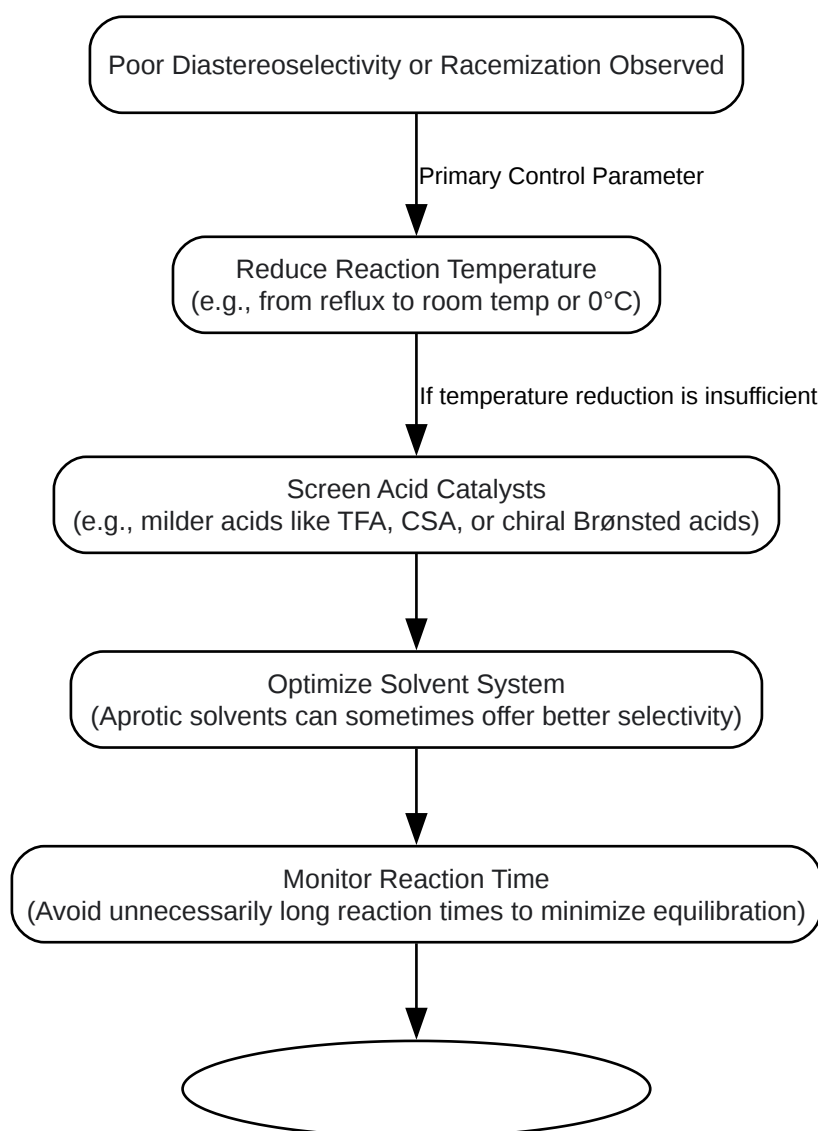 Poor Diastereoselectivity or Racemization Observed
Primary Control Parameter
Reduce Reaction Temperature
(e.g., from reflux to room temp or 0°C)
If temperature reduction is insufficient
Screen Acid Catalysts
(e.g., milder acids like TFA, CSA, or chiral Brønsted acids)
Optimize Solvent System
(Aprotic solvents can sometimes offer better selectivity)
Monitor Reaction Time
(Avoid unnecessarily long reaction times to minimize equilibration)